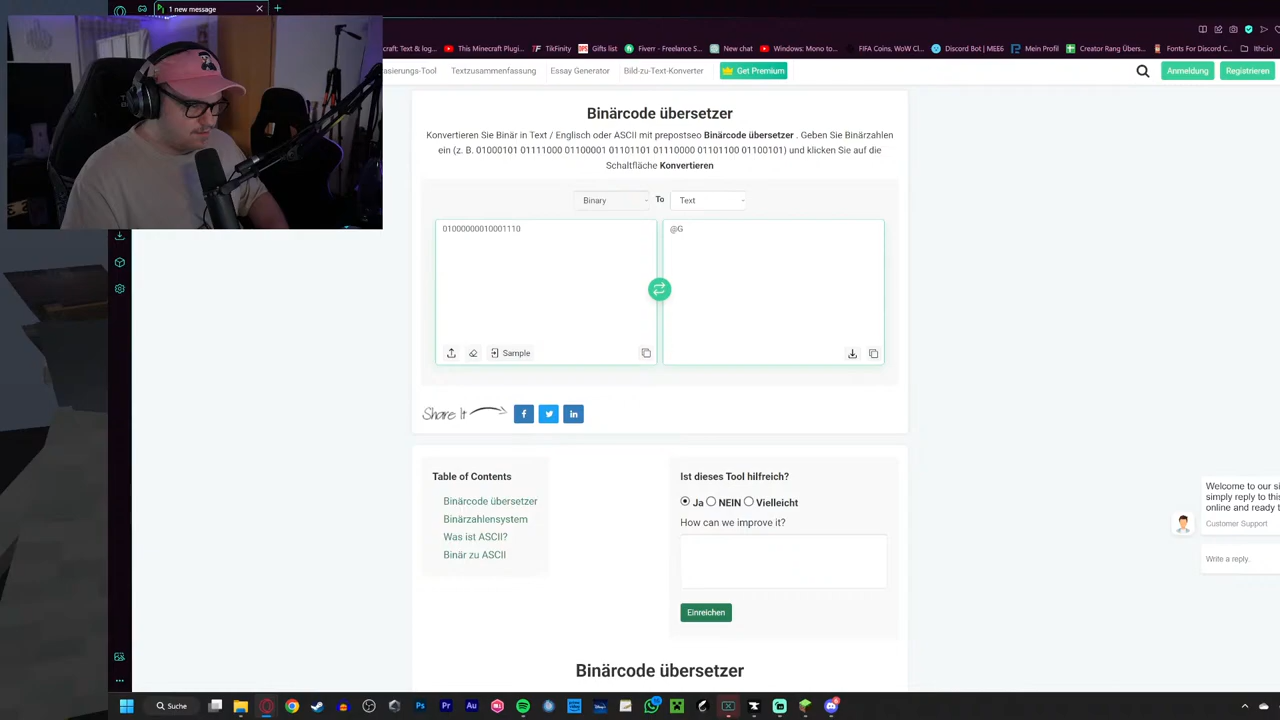 1 new message
craft: Text & log...
This Minecraft Plugi...
TikFinity
Gifts list
Fiverr - Freelance S...
New chat
Windows: Mono to...
FIFA Coins, WoW Cl...
Discord Bot | MEE6
Mein Profil
Creator Rang Übers...
Fonts For Discord C...
lthc.io
asierungs-Tool
Textzusammenfassung
Essay Generator
Bild-zu-Text-Konverter
Get Premium
Anmeldung
Registrieren
Binärcode übersetzer
Konvertieren Sie Binär in Text / Englisch oder ASCII mit prepostseo Binärcode übersetzer . Geben Sie Binärzahlen
ein (z. B. 01000101 01111000 01100001 01101101 01110000 01101100 01100101) und klicken Sie auf die
Schaltfläche Konvertieren
Binary
To
Text
01000000010001110
@G
Sample
Share It
Table of Contents
Binärcode übersetzer
Binärzahlensystem
Was ist ASCII?
Binär zu ASCII
Ist dieses Tool hilfreich?
Ja
NEIN
Vielleicht
How can we improve it?
Einreichen
Welcome to our si
simply reply to this
online and ready t
Customer Support
Write a reply.
Binärcode übersetzer
Suche